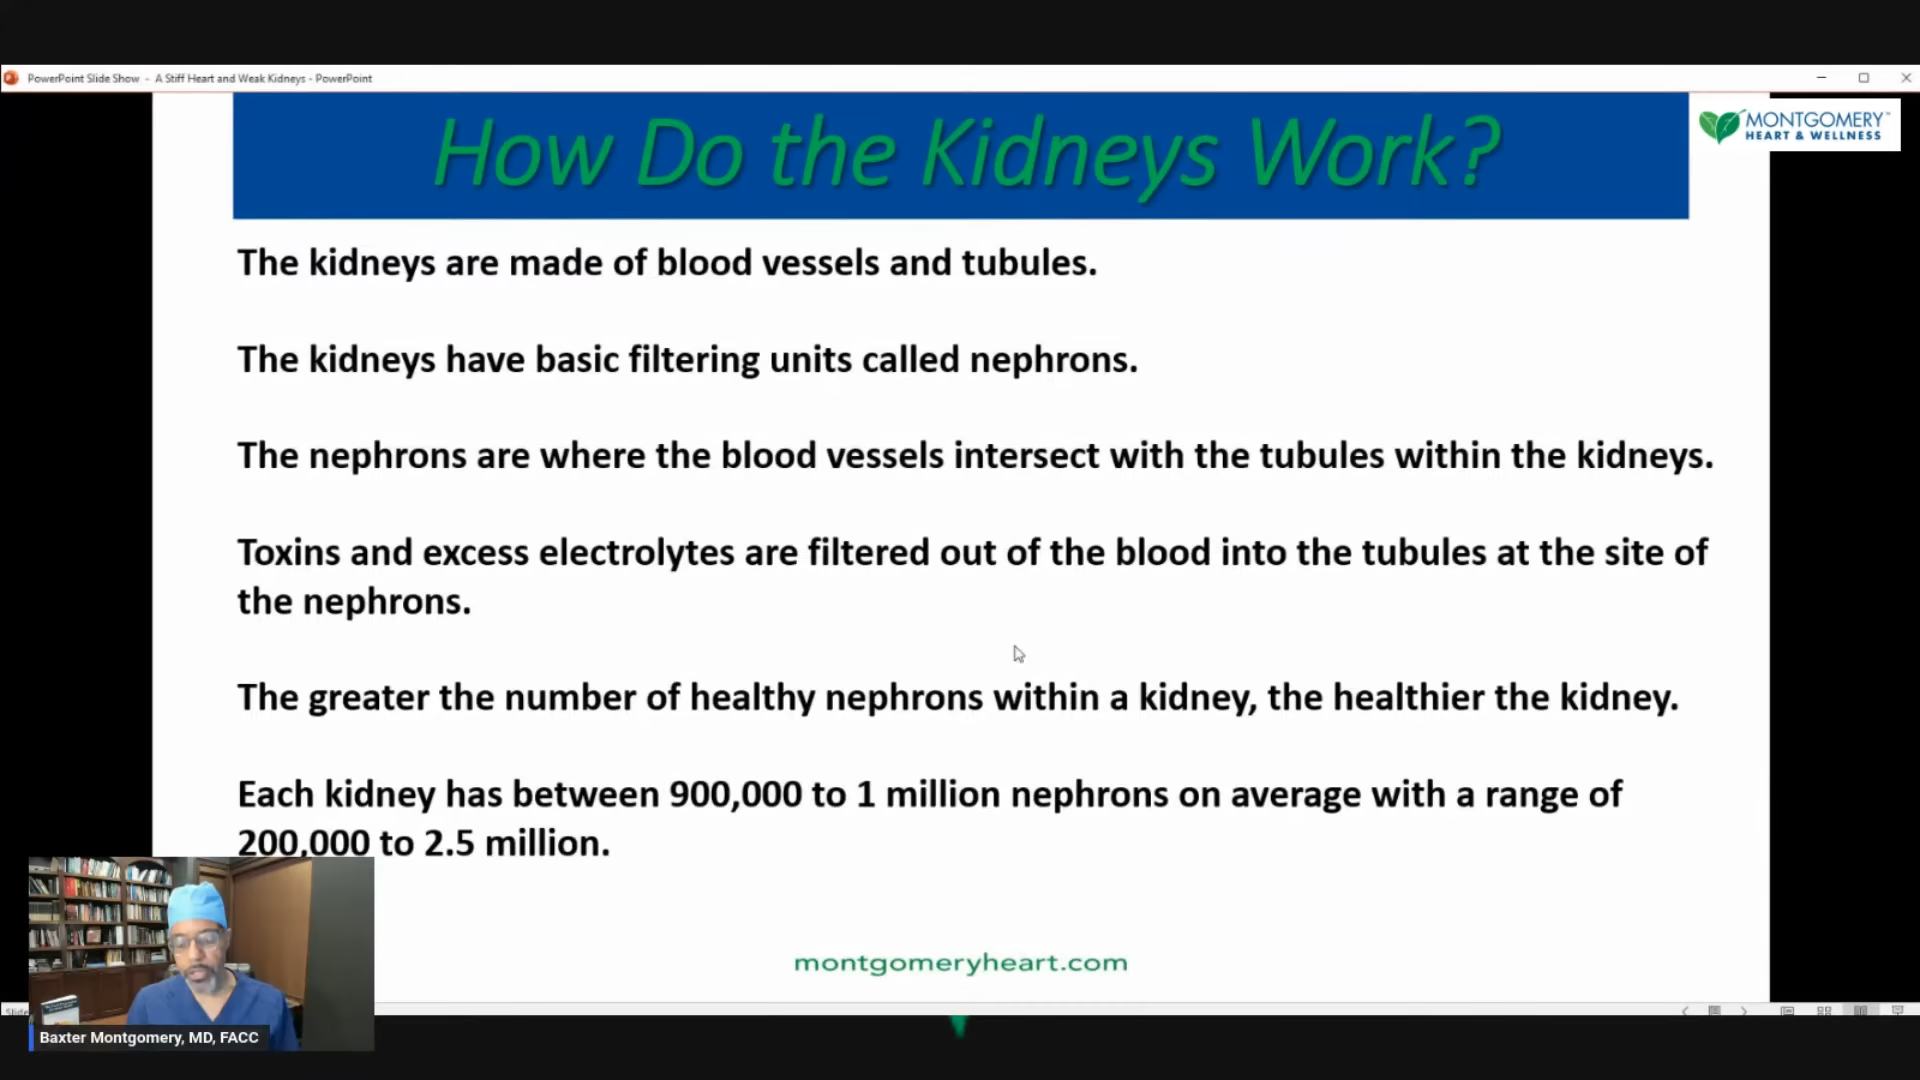 PowerPoint Slide Show - A Stiff Heart and Weak Kidneys - PowerPoint
How Do the Kidneys Work?
MONTGOMERY™
HEART & WELLNESS
The kidneys are made of blood vessels and tubules.
The kidneys have basic filtering units called nephrons.
The nephrons are where the blood vessels intersect with the tubules within the kidneys.
Toxins and excess electrolytes are filtered out of the blood into the tubules at the site of
the nephrons.
The greater the number of healthy nephrons within a kidney, the healthier the kidney.
Each kidney has between 900,000 to 1 million nephrons on average with a range of
200,000 to 2.5 million.
montgomeryheart.com
Baxter Montgomery, MD, FACC